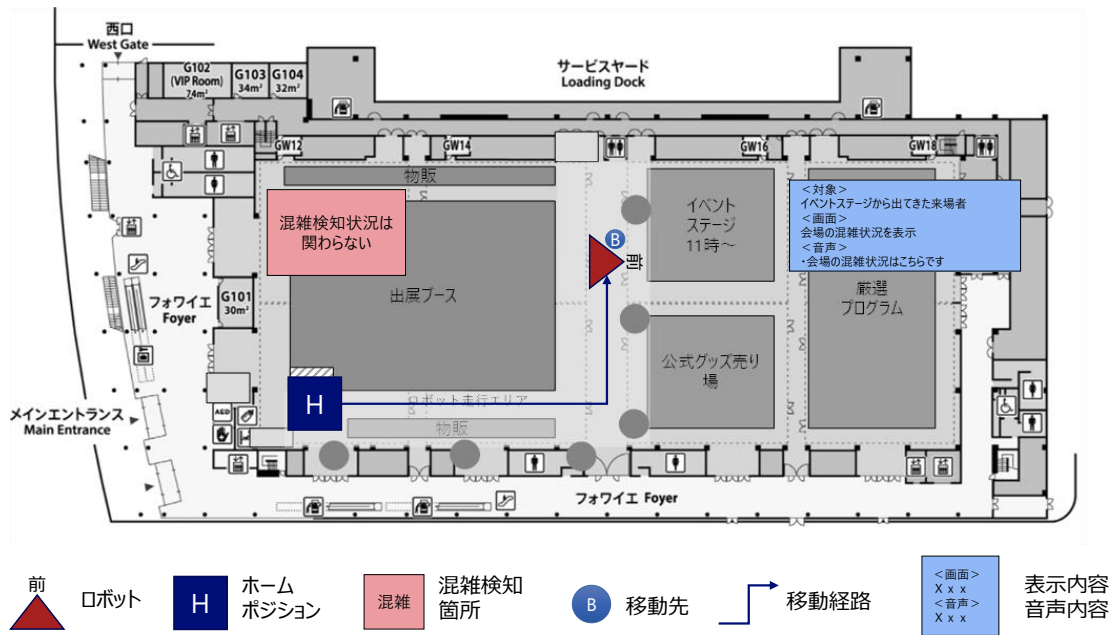 西口
West Gate
G102
(VIP Room)
74m²
G103
34m²
G104
32m²
サービスヤード
Loading Dock
GW12
GW14
GW16
GW18
物販
混雑検知状況は
関わらない
出展ブース
B
前
イベント
ステージ
11時～
＜対象＞
イベントステージから出てきた来場者
＜画面＞
会場の混雑状況を表示
＜音声＞
・会場の混雑状況はこちらです
厳選
プログラム
フォワイエ
Foyer
G101
30m²
公式グッズ売り
場
H
ロボット走行エリア
物販
メインエントランス
Main Entrance
AED
フォワイエ Foyer
前
ロボット
H
ホーム
ポジション
混雑
混雑検知
箇所
B
移動先
移動経路
＜画面＞
X x x
＜音声＞
X x x
表示内容
音声内容